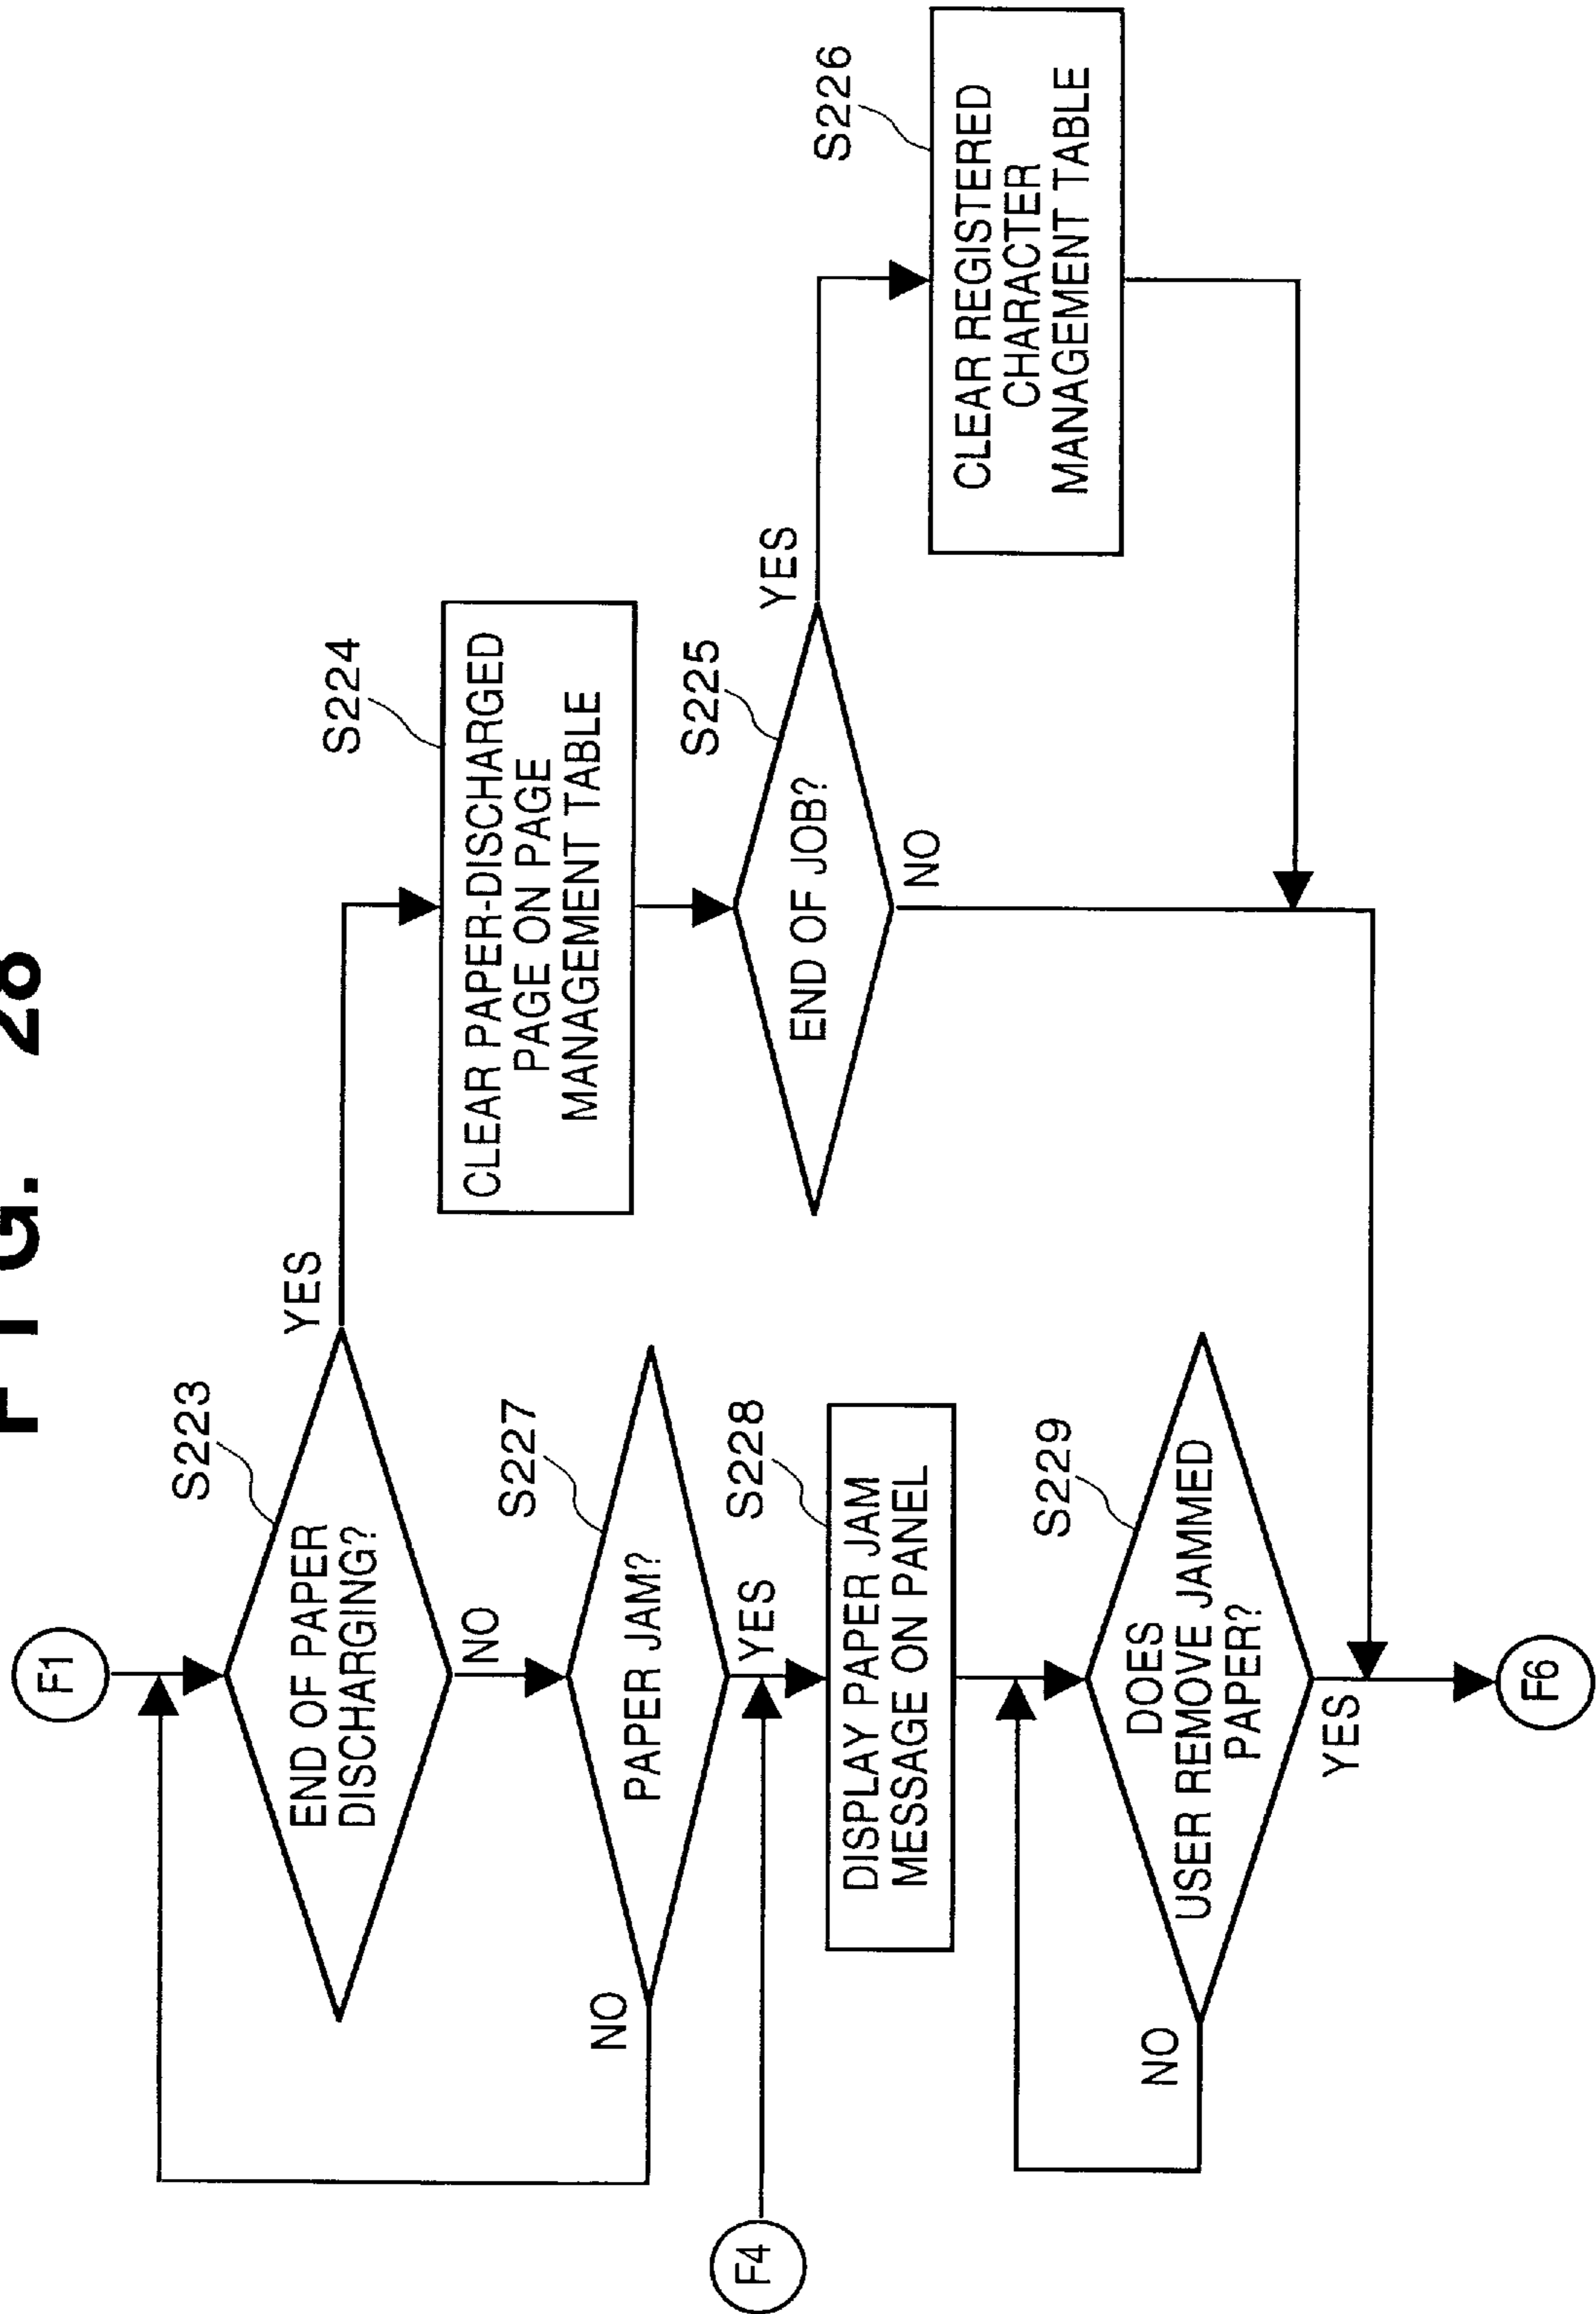 FIG. 28
F1
S223
END OF PAPER
DISCHARGING?
YES
NO
S224
CLEAR PAPER-DISCHARGED
PAGE ON PAGE
MANAGEMENT TABLE
S227
PAPER JAM?
NO
YES
S225
END OF JOB?
YES
NO
S226
CLEAR REGISTERED
CHARACTER
MANAGEMENT TABLE
F4
S228
DISPLAY PAPER JAM
MESSAGE ON PANEL
S229
DOES
USER REMOVE JAMMED
PAPER?
NO
YES
F6